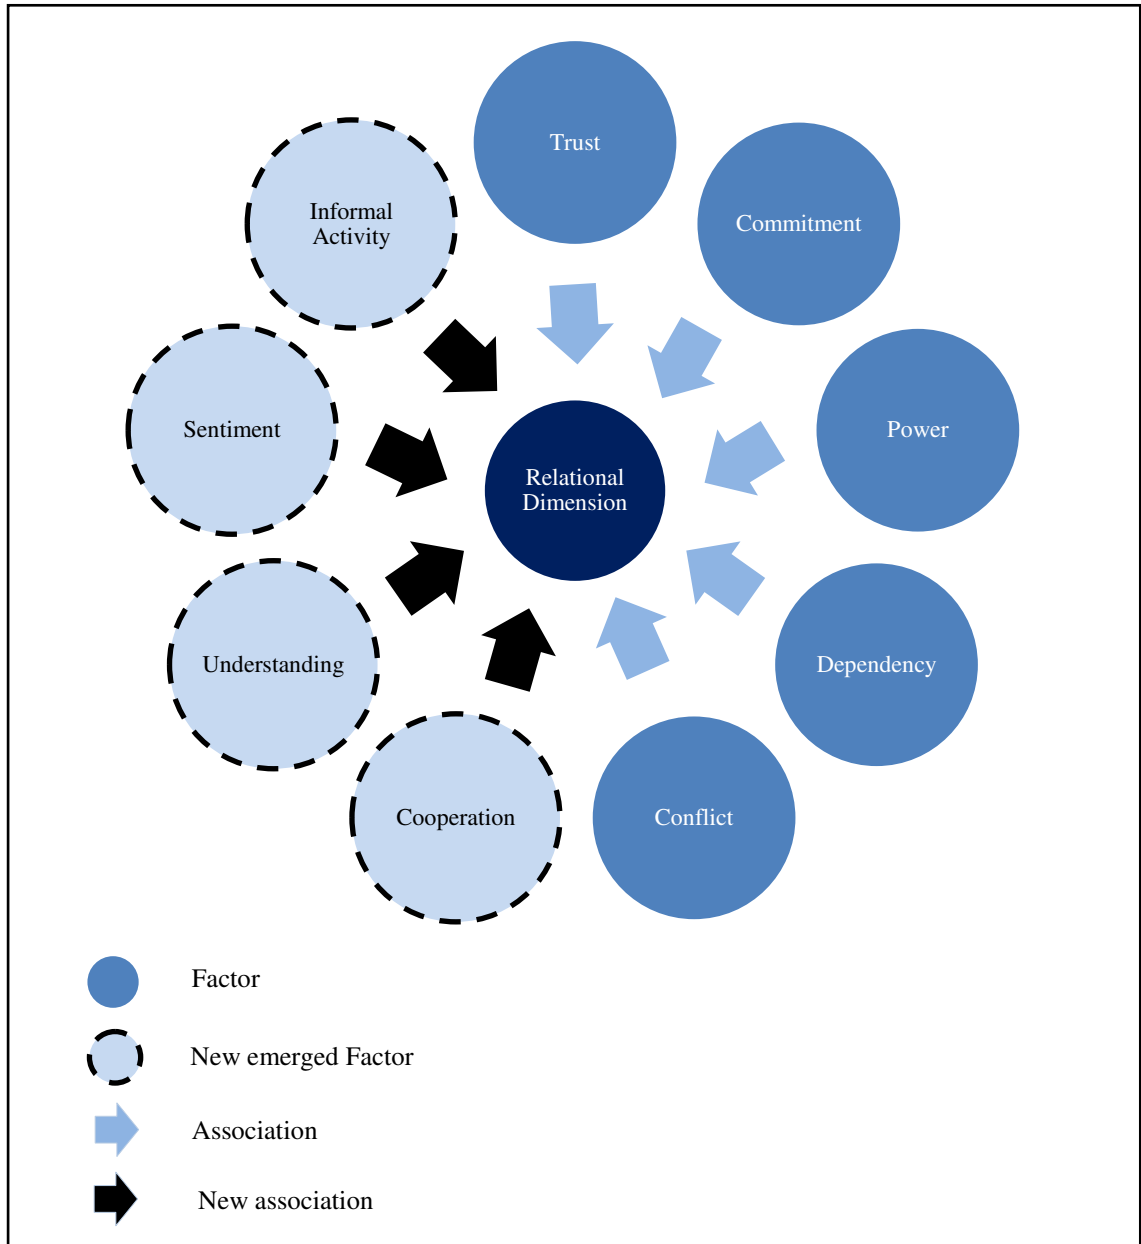 Trust
Commitment
Informal
Activity
Power
Sentiment
Relational
Dimension
Understanding
Dependency
Cooperation
Conflict
Factor
New emerged Factor
Association
New association